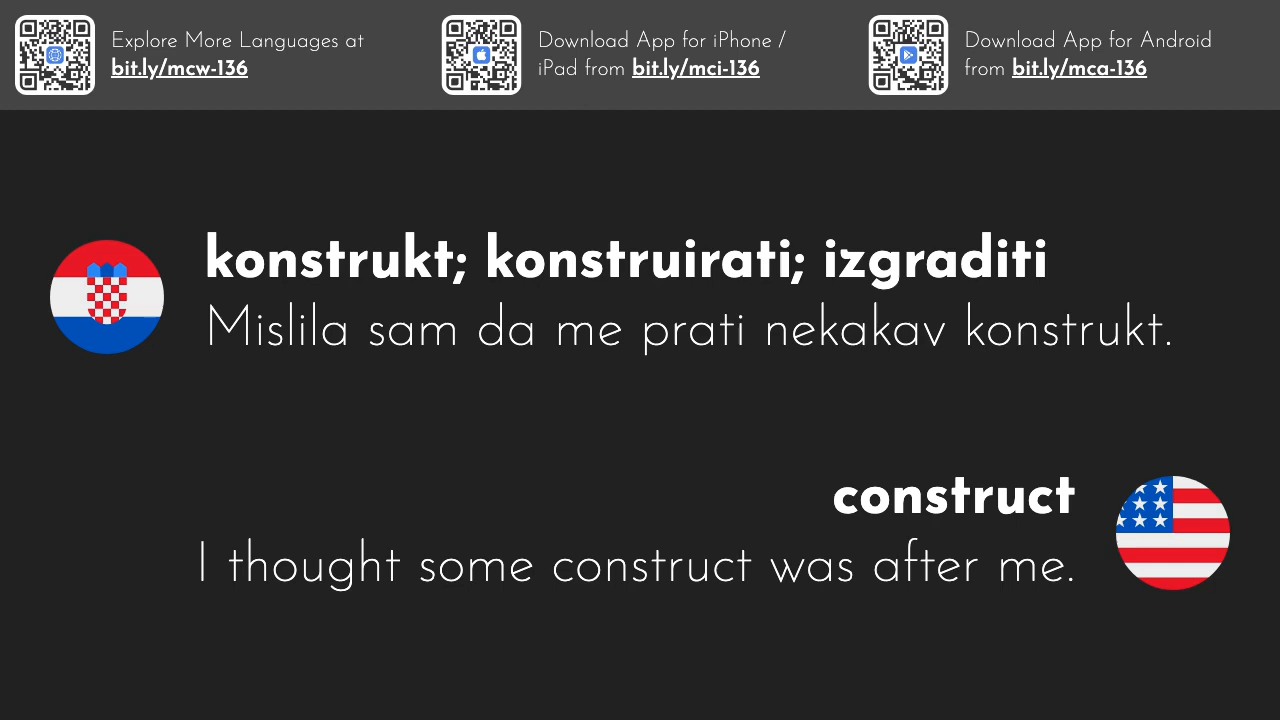 Explore More Languages at
bit.ly/mcw-136
Download App for iPhone /
iPad from bit.ly/mci-136
Download App for Android
from bit.ly/mca-136
konstrukt; konstruirati; izgraditi
Mislila sam da me prati nekakav konstrukt.
construct
I thought some construct was after me.